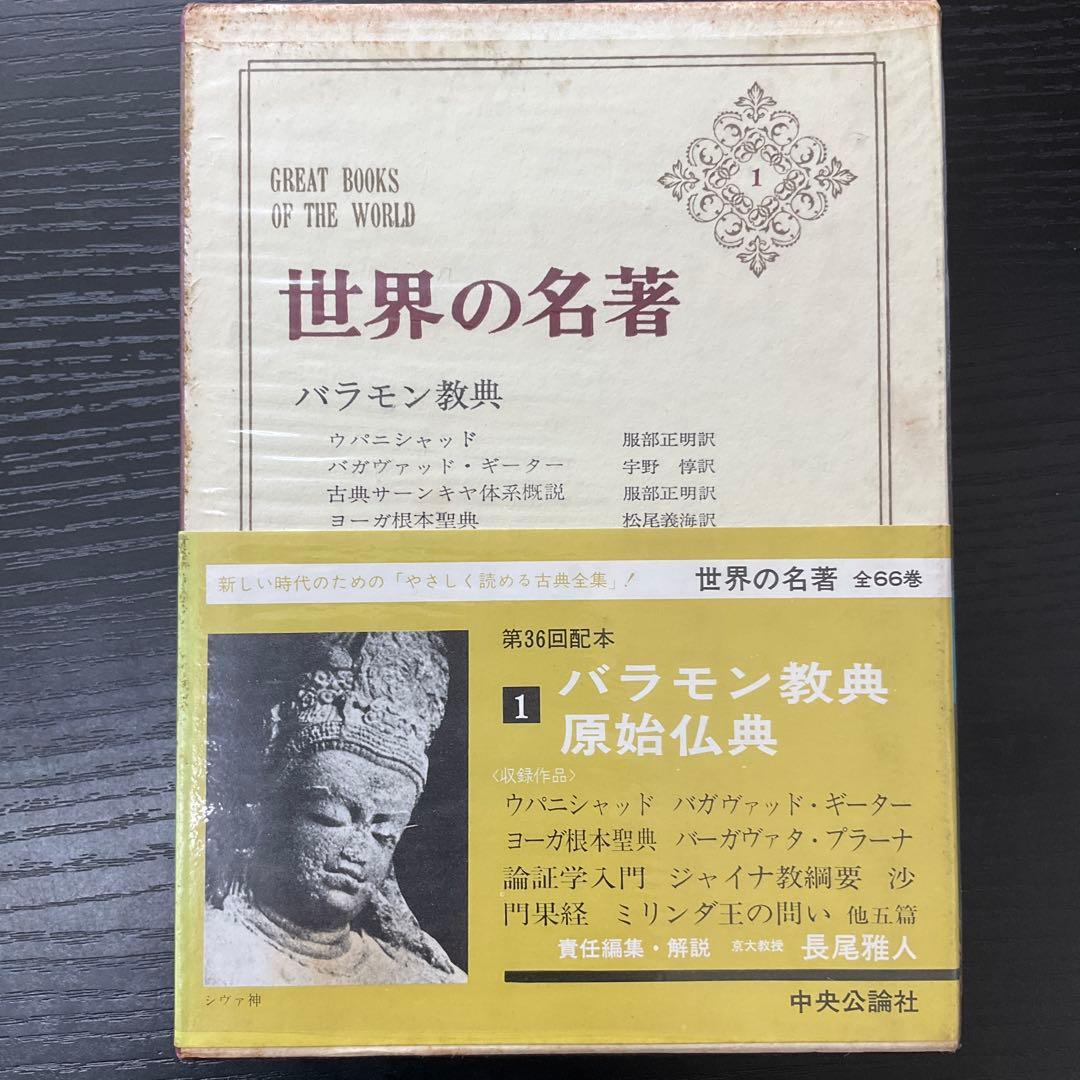 GREAT BOOKS
OF THE WORLD
1
世界の名著
バラモン教典
ウパニシャッド 服部正明訳
バガヴァッド・ギーター 宇野 惇訳
古典サーンキヤ体系概説 服部正明訳
ヨーガ根本聖典 松尾義海訳
新しい時代のための「やさしく読める古典全集」!
世界の名著 全66巻
第36回配本
1 バラモン教典
原始仏典
〈収録作品〉
ウパニシャッド バガヴァッド・ギーター
ヨーガ根本聖典 バーガヴァタ・プラーナ
論証学入門 ジャイナ教綱要 沙
門果経 ミリンダ王の問い 他五篇
責任編集・解説 京大教授 長尾雅人
シヴァ神
中央公論社